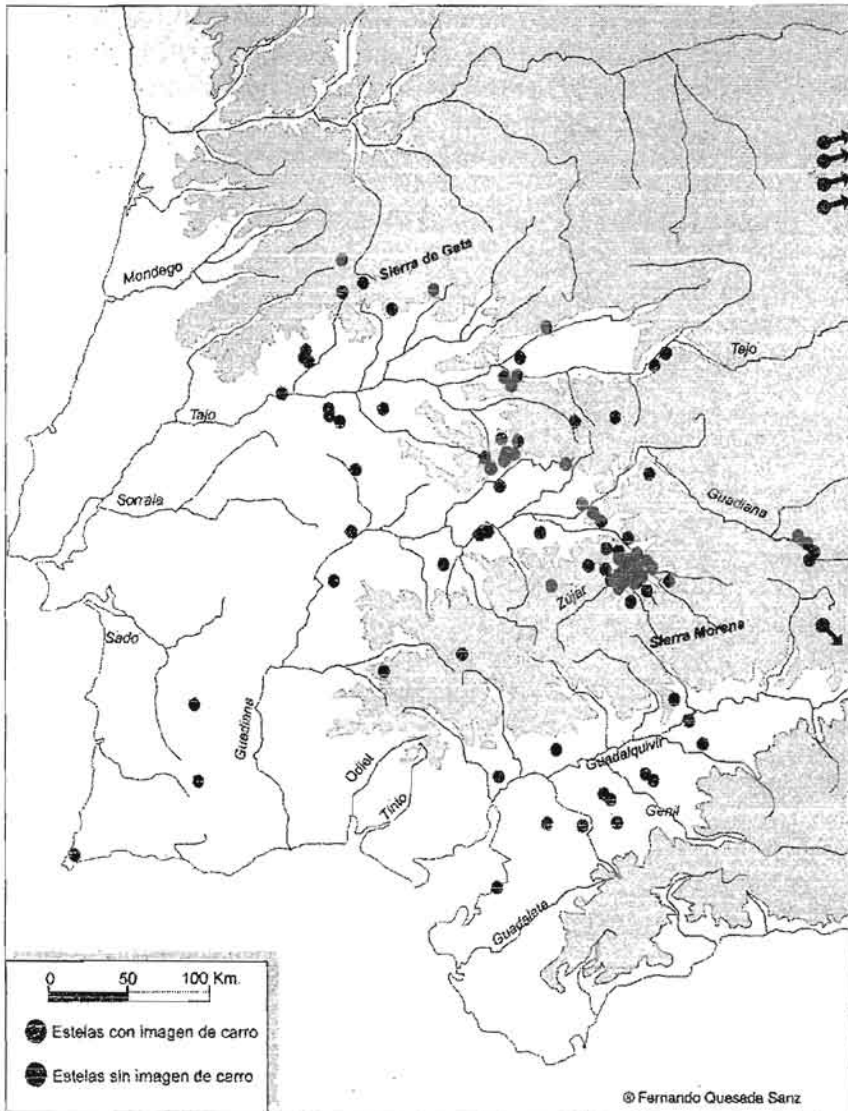 Mondego
Sierra de Gata
Tajo
Tajo
Sorraia
Guadiana
Zújar
Sierra Morena
Sado
Guadiana
Odiel
Tinto
Guadalquivir
Genil
Guadalete
0 50 100 Km.
Estelas con imagen de carro
Estelas sin imagen de carro
® Fernando Quesada Sanz